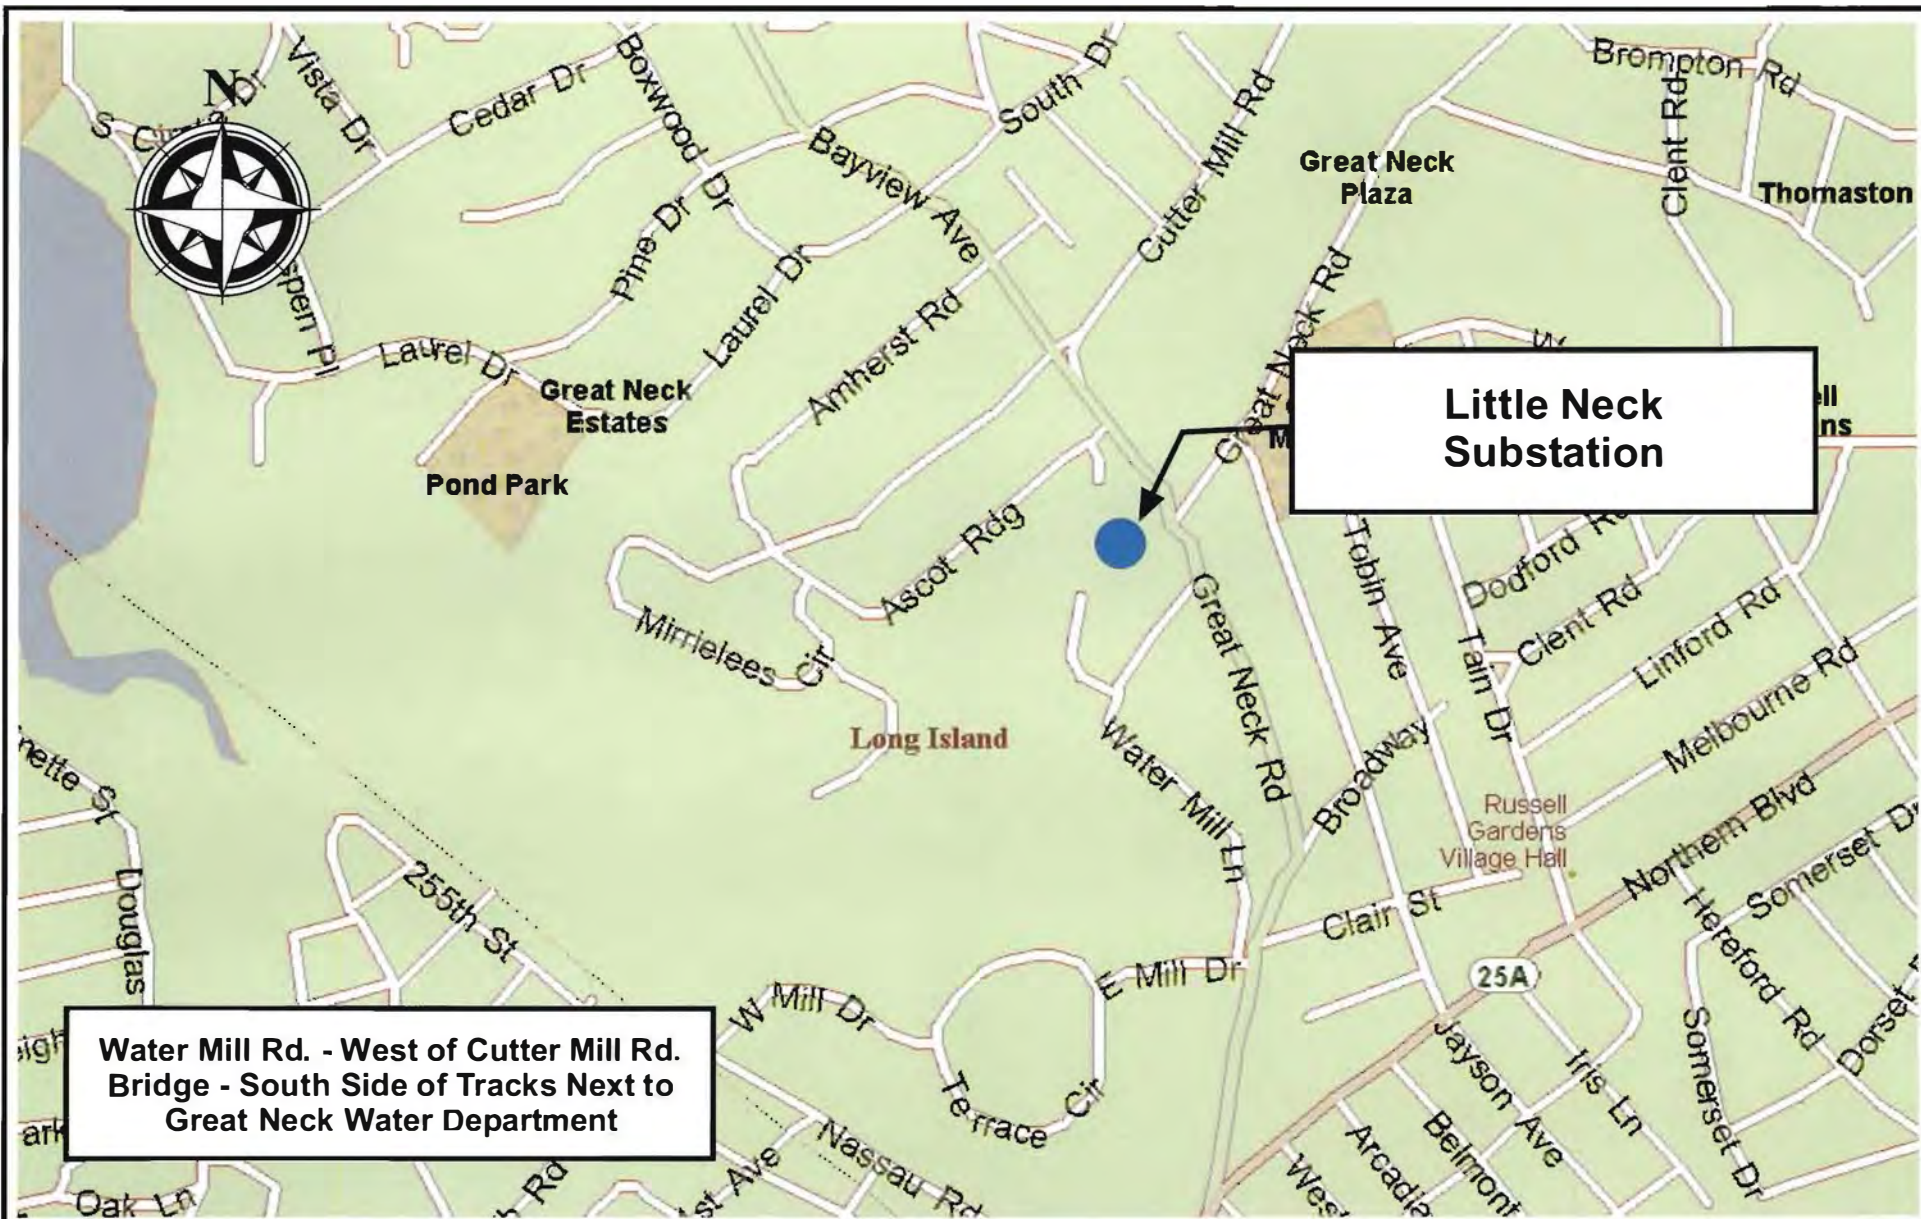 N
Vista Dr
Cedar Dr
Boxwood Dr
South Dr
Cutter Mill Rd
Brompton Rd
Clent Rd
Bayview Ave
Great Neck
Plaza
Thomaston
Pine Dr
Laurel Dr
Laurel Dr
Amherst Rd
Great Neck Rd
Great Neck
Estates
Pond Park
Little Neck
Substation
Ascot Rdg
Mirrielees Cir
Long Island
Great Neck Rd
Tobin Ave
Dodford
Clent Rd
Linford Rd
Tain Dr
Melbourne Rd
Water Mill Ln
Broadway
Russell
Gardens
Village Hall
Northern Blvd
Somerset Dr
Douglas
255th St
Clair St
Hereford Rd
25A
W Mill Dr
E Mill Dr
Terrace Cir
Jayson Ave
Iris Ln
Somerset Dr
Dorset
Water Mill Rd. - West of Cutter Mill Rd.
Bridge - South Side of Tracks Next to
Great Neck Water Department
Nassau Rd
Arcadia
Belmont
West
Oak Ln
Rd
Ave